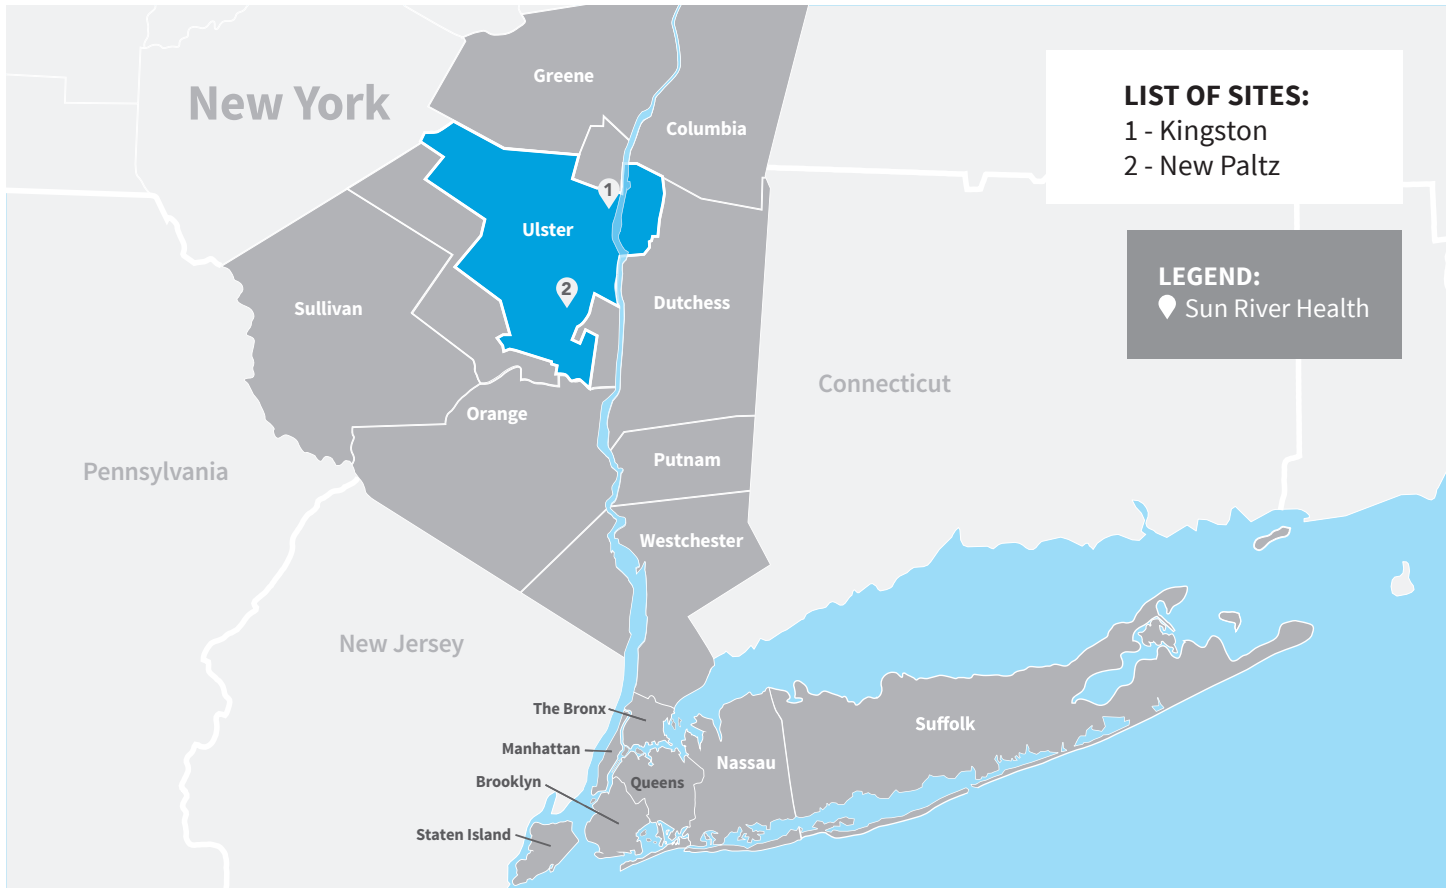 Greene
New York
LIST OF SITES:
1 - Kingston
2 - New Paltz
Columbia
1
Ulster
LEGEND:
Sun River Health
2
Dutchess
Sullivan
Connecticut
Orange
Putnam
Pennsylvania
Westchester
New Jersey
The Bronx
Suffolk
Manhattan
Nassau
Brooklyn
Queens
Staten Island